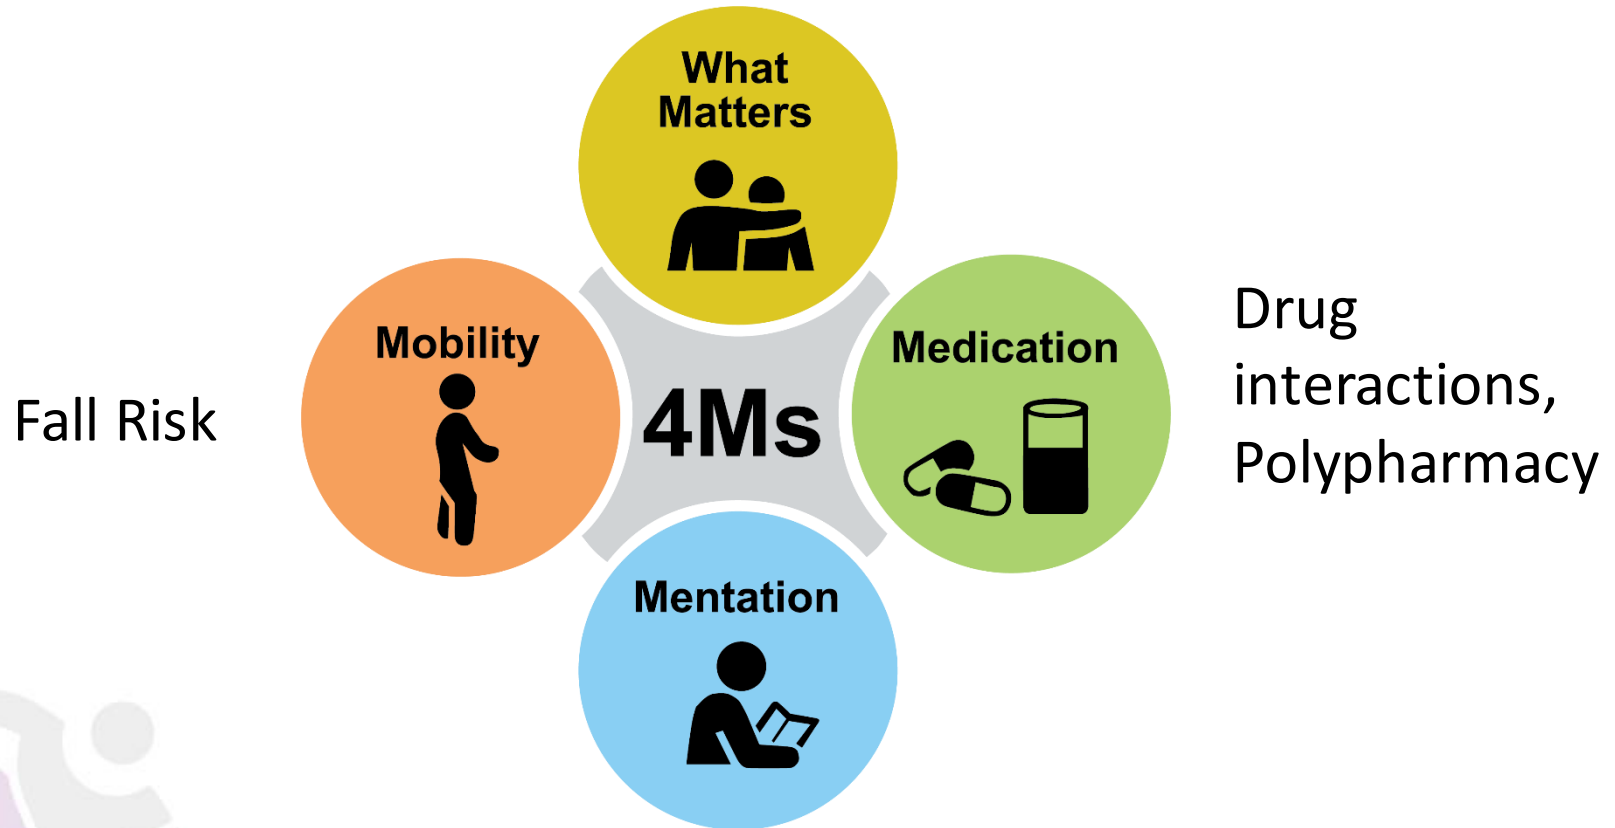 What
Matters
Mobility
Fall Risk
4Ms
Medication
Drug
interactions,
Polypharmacy
Mentation